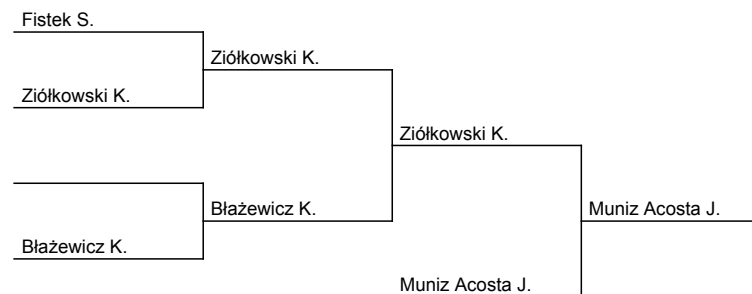 Fistek S.
Ziółkowski K.
Ziółkowski K.
Ziółkowski K.
Błażewicz K.
Muniz Acosta J.
Błażewicz K.
Muniz Acosta J.